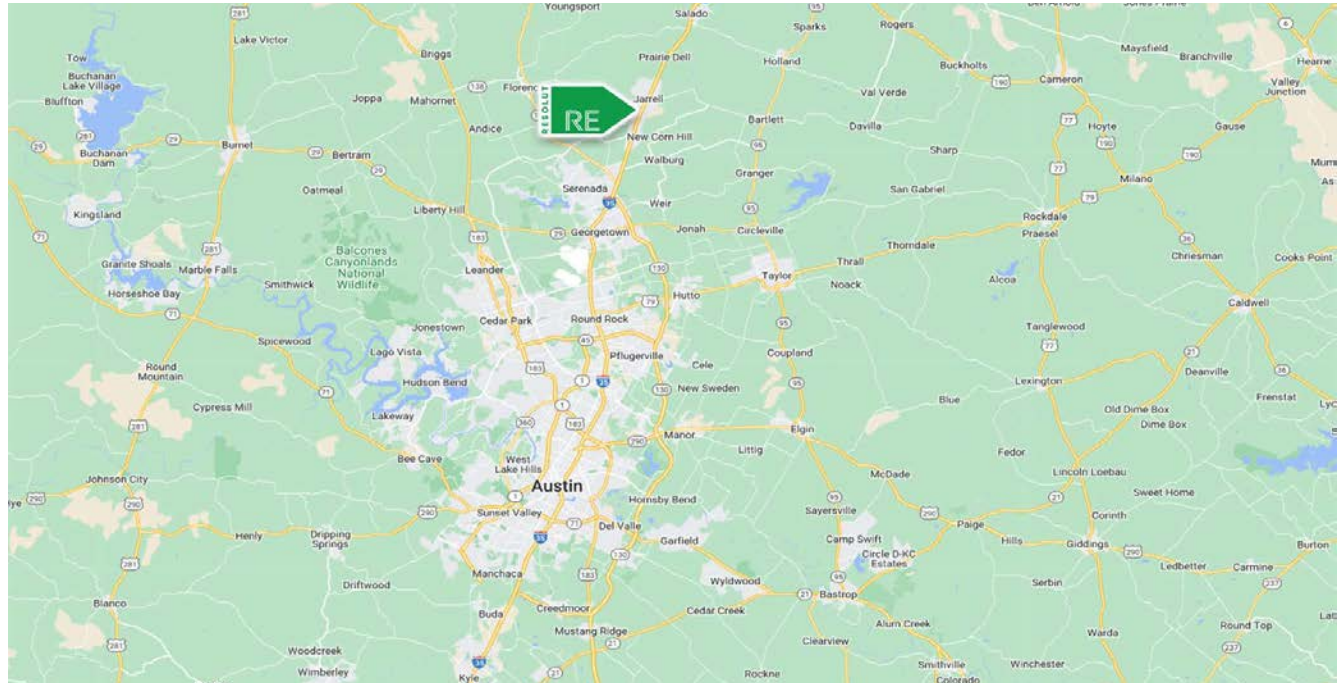 Youngsport
Salado
Rogers
Lake Victor
Briggs
Sparks
Tow
Prairie Dell
Holland
Maysfield
Branchville
Hearne
Buchanan
Lake Village
Buckholts
Cameron
Valley
Junction
Bluffton
Joppa
Mahomet
Jarrell
Val Verde
RESOLUT
RE
Andice
New Corn Hill
Bartlett
Davilla
Hoyte
Gause
Burnet
Buchanan
Dam
Bertram
Walburg
Sharp
Granger
Milano
Oatmeal
Serenada
San Gabriel
Kingsland
Liberty Hill
Weir
Rockdale
Georgetown
Jonah
Circleville
Praesel
Balcones
Canyonlands
National
Wildlife
Thorndale
Chriesman
Granite Shoals
Marble Falls
Leander
Taylor
Thrall
Cooks Point
Smithwick
Noack
Alcoa
Horseshoe Bay
Hutto
Caldwell
Jonestown
Cedar Park
Round Rock
Tanglewood
Spicewood
Lago Vista
Pflugerville
Coupland
Round
Mountain
Cele
Deanville
Hudson Bend
New Sweden
Lexington
Frenstat
Cypress Mill
Blue
Old Dime Box
Lakeway
Dime Box
Manor
Elgin
Littig
Fedor
Bee Cave
West
Lake Hills
McDade
Lincoln Loebau
Johnson City
Austin
Sweet Home
Hornsby Bend
Sunset Valley
Sayersville
Corinth
Del Valle
Paige
Henly
Dripping
Springs
Garfield
Camp Swift
Hills
Giddings
Circle D-KC
Estates
Burton
Manchaca
Ledbetter
Carmine
Driftwood
Wyldwood
Serbin
Bastrop
Blanco
Buda
Creedmoor
Cedar Creek
Alum Creek
Round Top
Mustang Ridge
Clearview
Warda
Woodcreek
Wimberley
Kyle
Rockne
Smithville
Winchester
Colorado